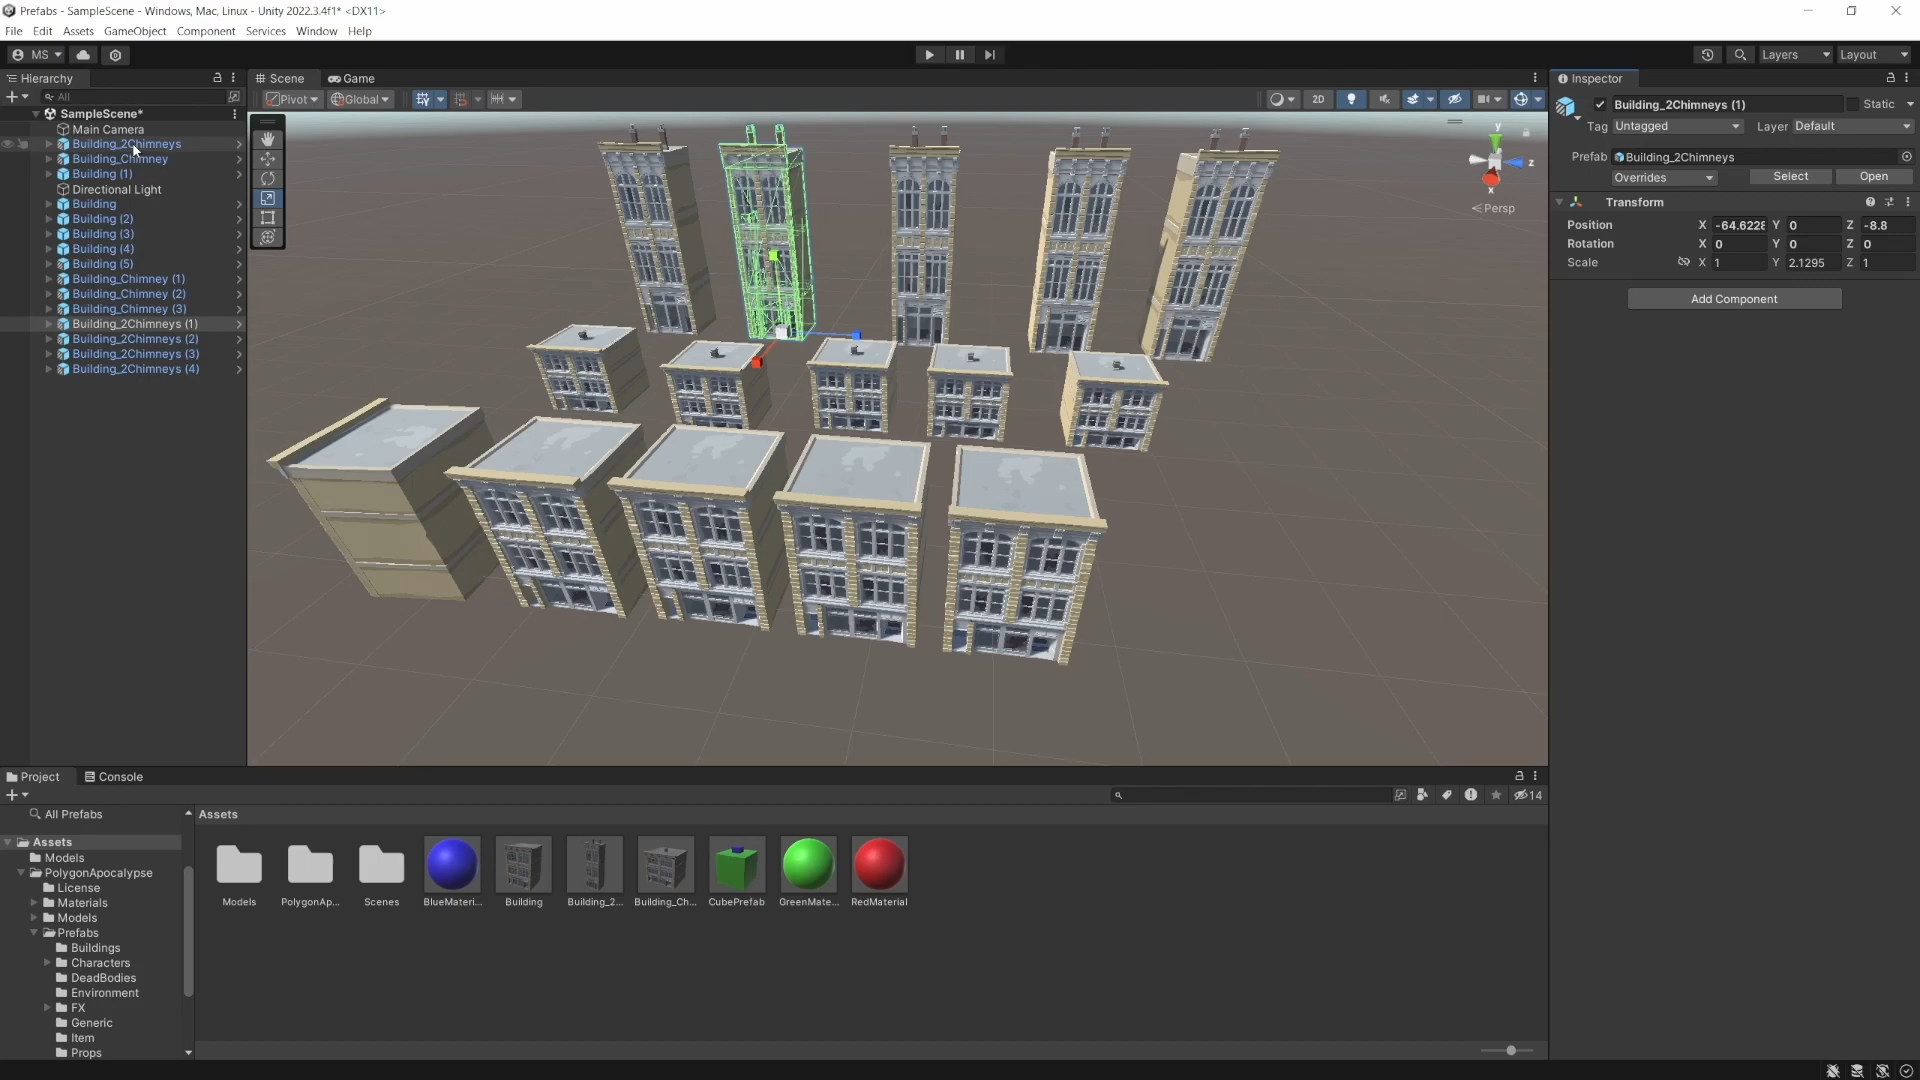 Prefabs - SampleScene - Windows, Mac, Linux - Unity 2022.3.4f1* <DX11>
File Edit Assets GameObject Component Services Window Help
MS Layers Layout
Hierarchy
All
SampleScene*
Main Camera
Building_2Chimneys
Building_Chimney
Building (1)
Directional Light
Building
Building (2)
Building (3)
Building (4)
Building (5)
Building_Chimney (1)
Building_Chimney (2)
Building_Chimney (3)
Building_2Chimneys (1)
Building_2Chimneys (2)
Building_2Chimneys (3)
Building_2Chimneys (4)
Scene Game
Pivot Global 2D
y
z
x
Persp
Inspector
Building_2Chimneys (1) Static
Tag Untagged Layer Default
Prefab Building_2Chimneys
Overrides Select Open
Transform
Position X -64.6228 Y 0 Z -8.8
Rotation X 0 Y 0 Z 0
Scale X 1 Y 2.1295 Z 1
Add Component
Project Console
14
All Prefabs
Assets
Models
PolygonApocalypse
License
Materials
Models
Prefabs
Buildings
Characters
DeadBodies
Environment
FX
Generic
Item
Props
Assets
Models PolygonAp... Scenes BlueMateri... Building Building_2... Building_Ch... CubePrefab GreenMate... RedMaterial